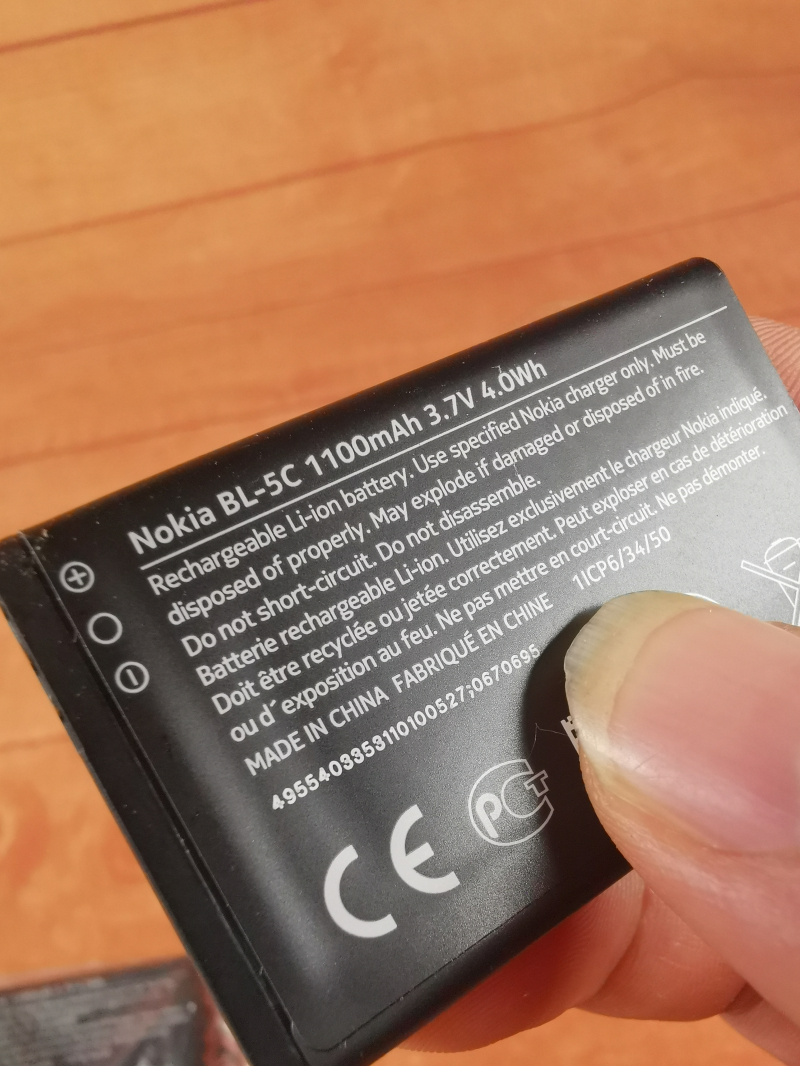 Nokia BL-5C 1100mAh 3.7V 4.0Wh
Rechargeable Li-ion battery. Use specified Nokia charger only. Must be
disposed of properly. May explode if damaged or disposed of in fire.
Do not short-circuit. Do not disassemble.
Batterie rechargeable Li-ion. Utilisez exclusivement le chargeur Nokia indiqué.
Doit être recyclée ou jetée correctement. Peut exploser en cas de détérioration
ou d´exposition au feu. Ne pas mettre en court-circuit. Ne pas démonter.
MADE IN CHINA FABRIQUÉ EN CHINE 1ICP6/34/50
4955403353110100527;0670695
CE PCT